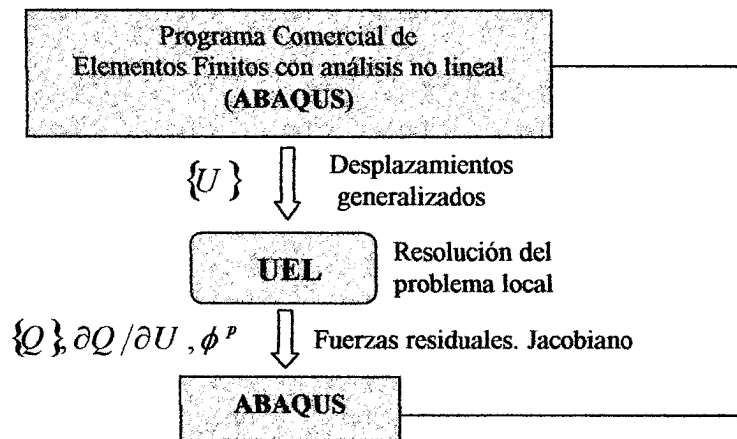 Programa Comercial de
Elementos Finitos con análisis no lineal
(ABAQUS)
{U}
Desplazamientos
generalizados
UEL
Resolución del
problema local
{Q}, ∂Q/∂U, ϕᵖ
Fuerzas residuales. Jacobiano
ABAQUS